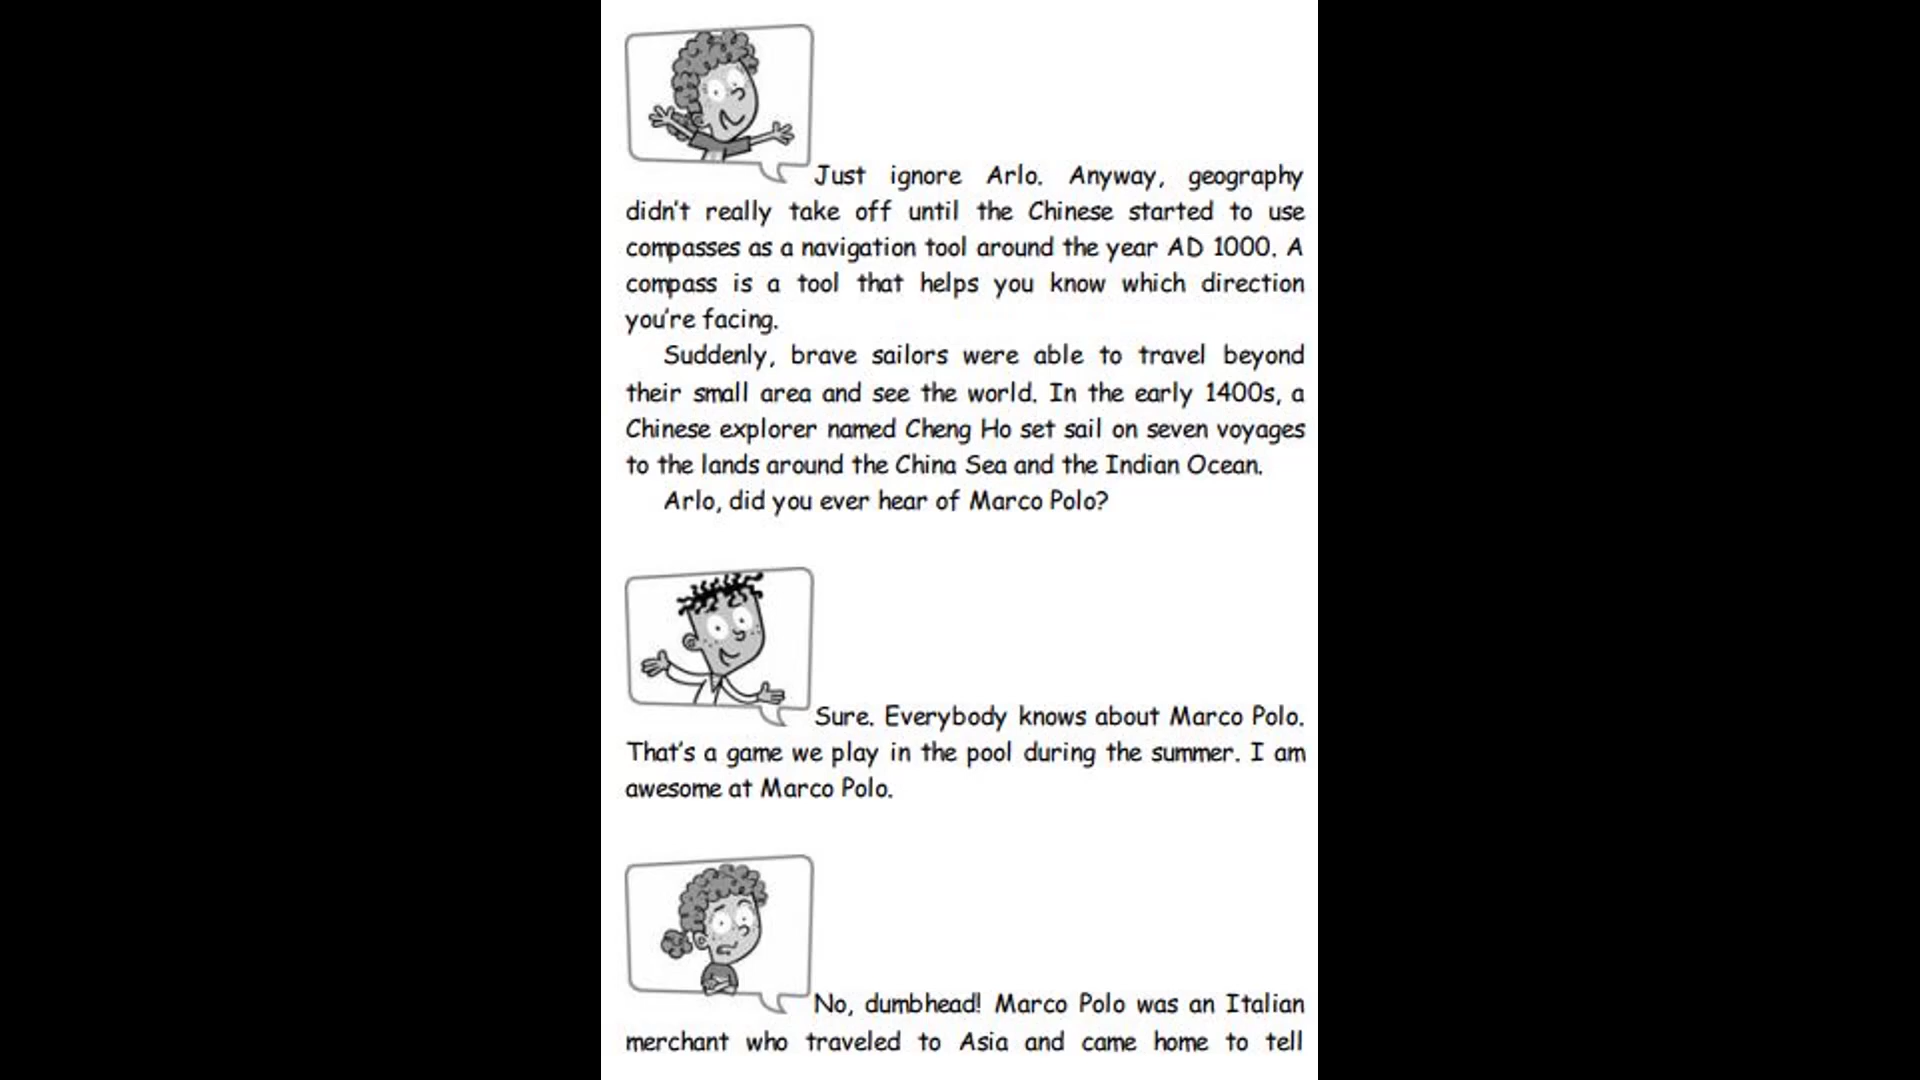 Just ignore Arlo. Anyway, geography
didn't really take off until the Chinese started to use
compasses as a navigation tool around the year AD 1000. A
compass is a tool that helps you know which direction
you're facing.
Suddenly, brave sailors were able to travel beyond
their small area and see the world. In the early 1400s, a
Chinese explorer named Cheng Ho set sail on seven voyages
to the lands around the China Sea and the Indian Ocean.
Arlo, did you ever hear of Marco Polo?
Sure. Everybody knows about Marco Polo.
That's a game we play in the pool during the summer. I am
awesome at Marco Polo.
No, dumbhead! Marco Polo was an Italian
merchant who traveled to Asia and came home to tell